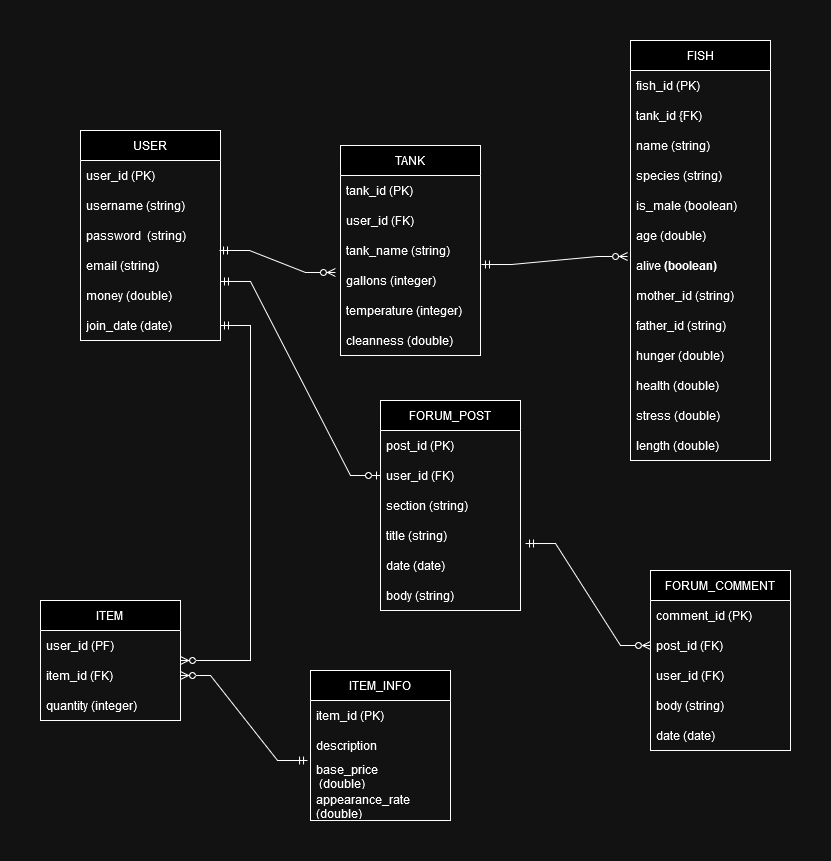 USER
user_id (PK)
username (string)
password  (string)
email (string)
money (double)
join_date (date)
TANK
tank_id (PK)
user_id (FK)
tank_name (string)
gallons (integer)
temperature (integer)
cleanness (double)
FISH
fish_id (PK)
tank_id {FK)
name (string)
species (string)
is_male (boolean)
age (double)
alive (boolean)
mother_id (string)
father_id (string)
hunger (double)
health (double)
stress (double)
length (double)
FORUM_POST
post_id (PK)
user_id (FK)
section (string)
title (string)
date (date)
body (string)
FORUM_COMMENT
comment_id (PK)
post_id (FK)
user_id (FK)
body (string)
date (date)
ITEM
user_id (PF)
item_id (FK)
quantity (integer)
ITEM_INFO
item_id (PK)
description
base_price
(double)
appearance_rate
(double)